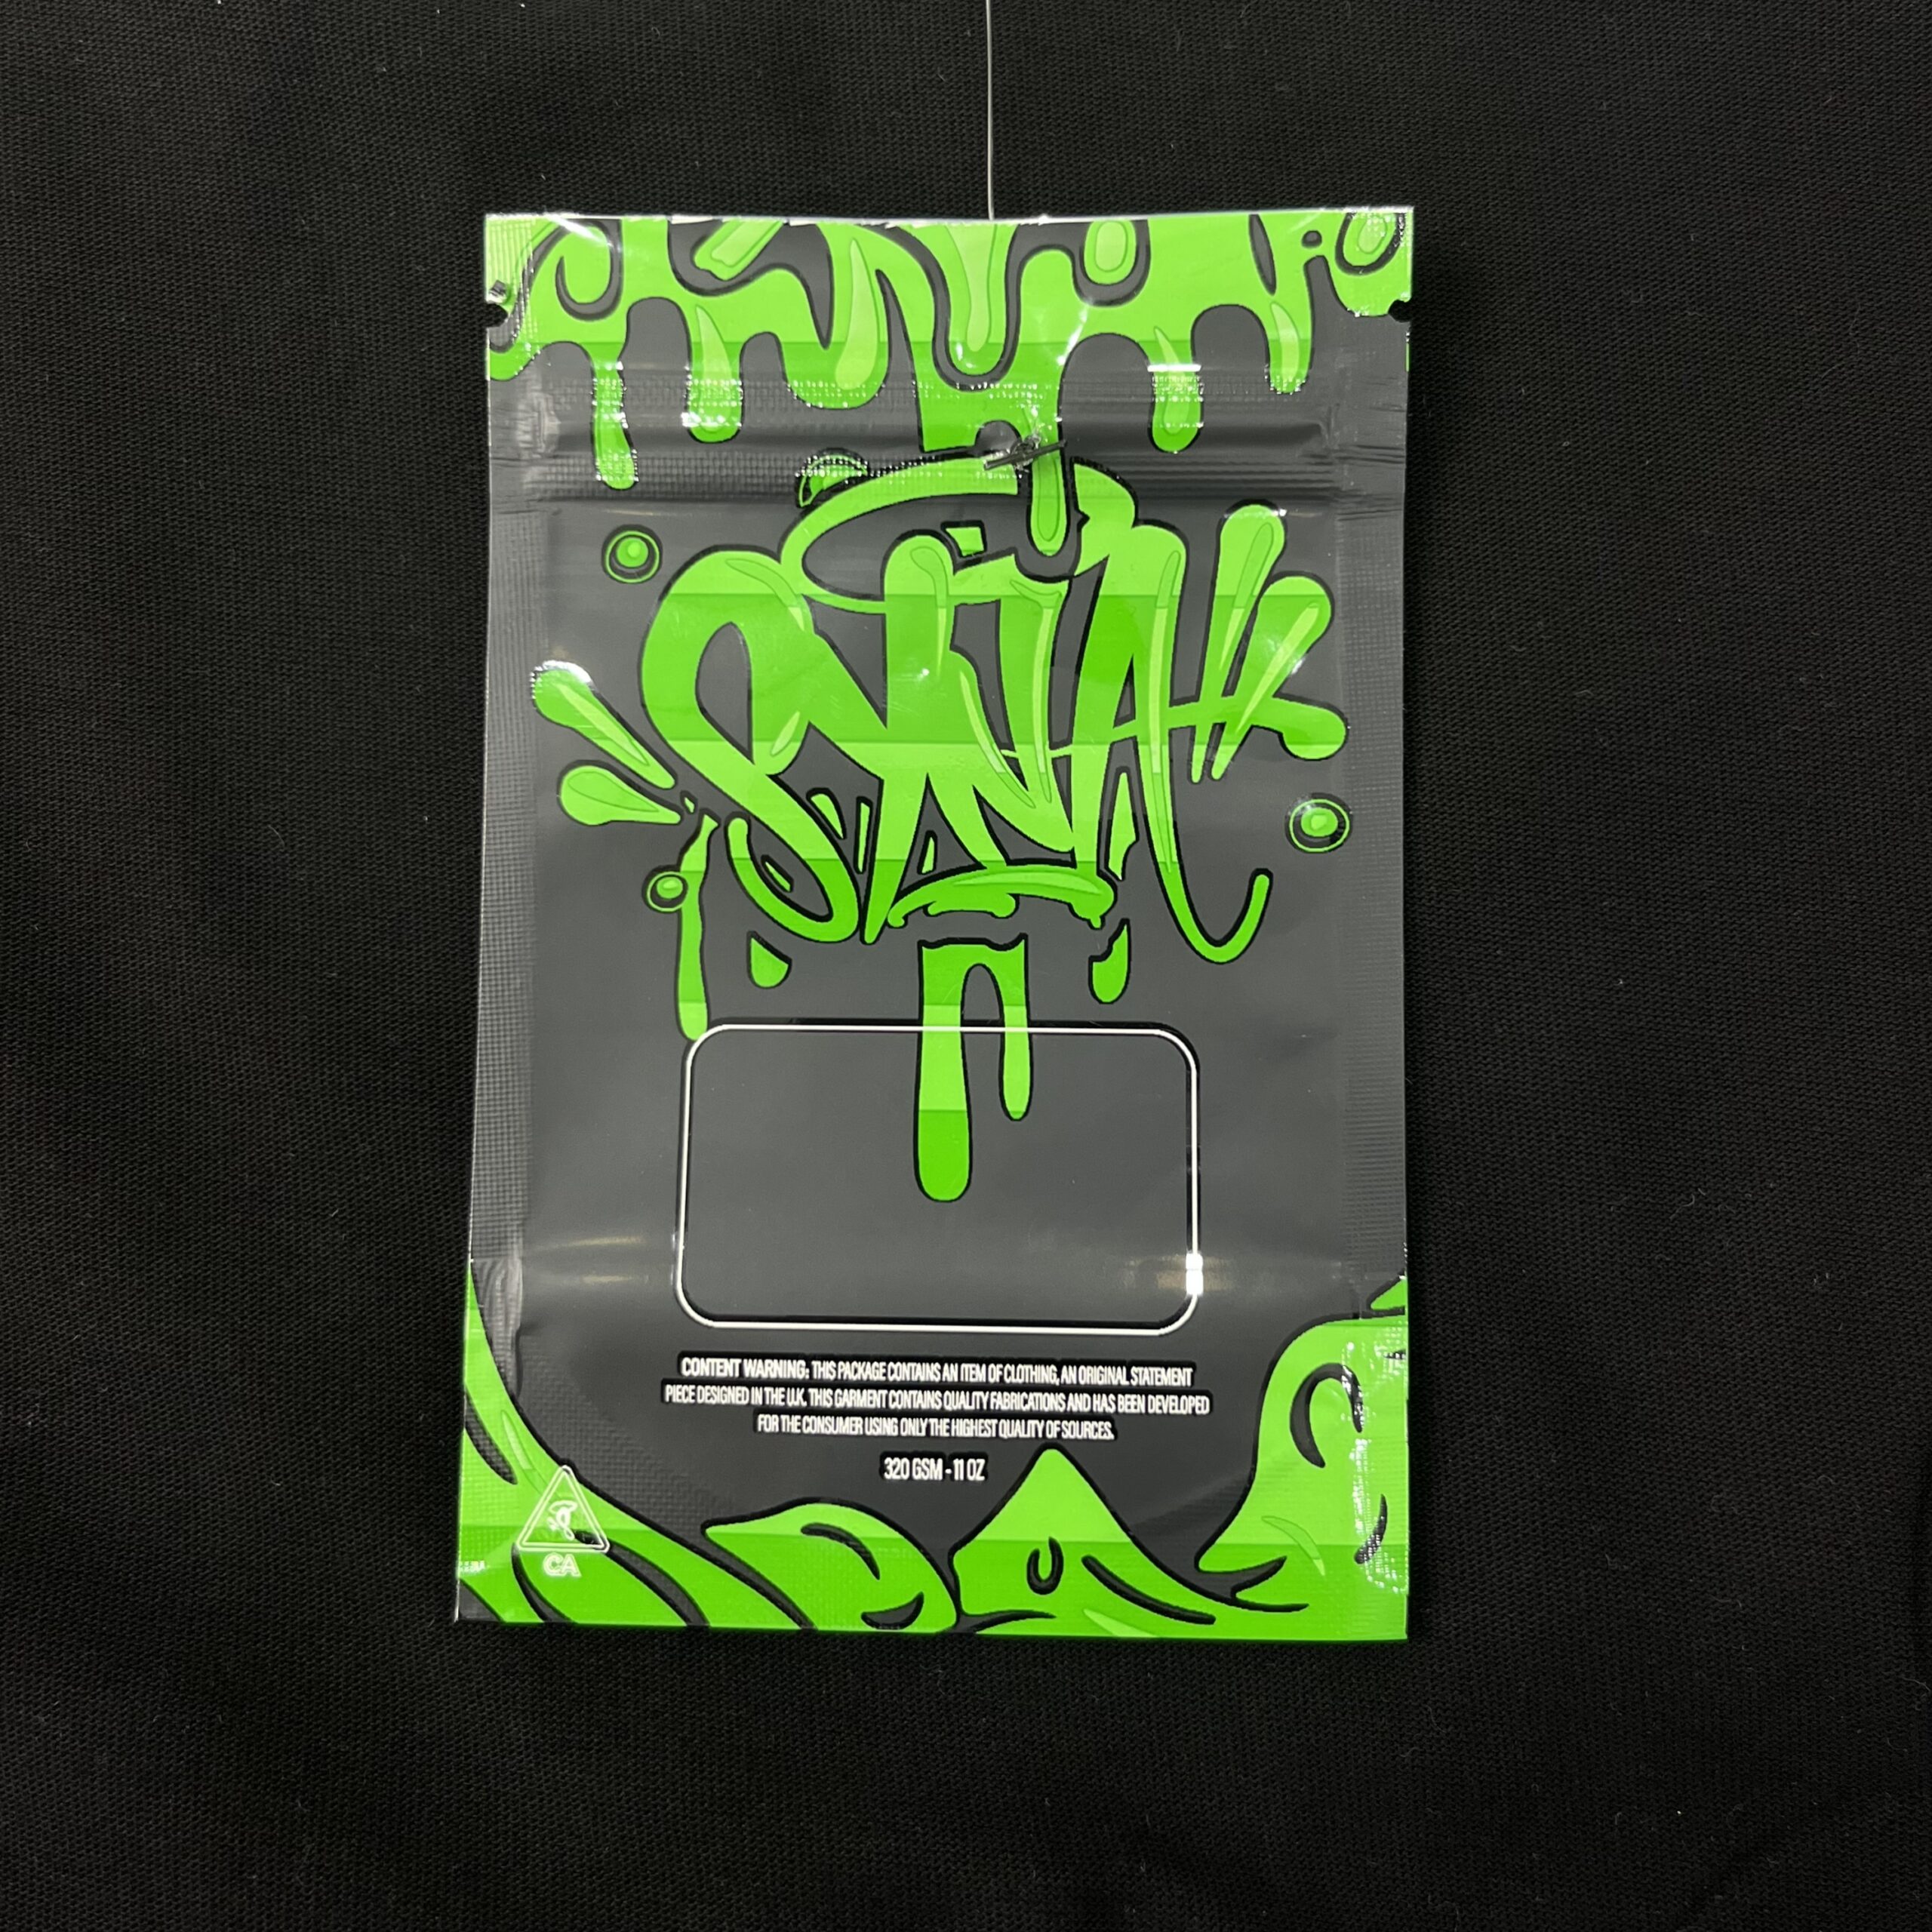 SYNA
CONTENT WARNING: THIS PACKAGE CONTAINS AN ITEM OF CLOTHING, AN ORIGINAL STATEMENT
PIECE DESIGNED IN THE U.K. THIS GARMENT CONTAINS QUALITY FABRICATIONS AND HAS BEEN DEVELOPED
FOR THE CONSUMER USING ONLY THE HIGHEST QUALITY OF SOURCES.
320 GSM - 11 OZ
CA